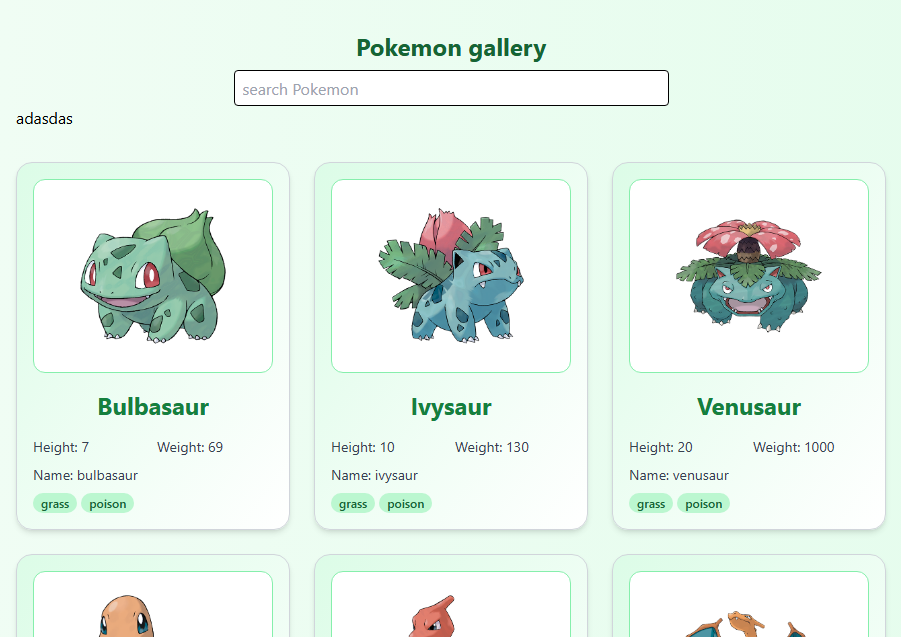 Pokemon gallery
search Pokemon
adasdas
Bulbasaur
Height: 7 Weight: 69
Name: bulbasaur
grass poison
Ivysaur
Height: 10 Weight: 130
Name: ivysaur
grass poison
Venusaur
Height: 20 Weight: 1000
Name: venusaur
grass poison